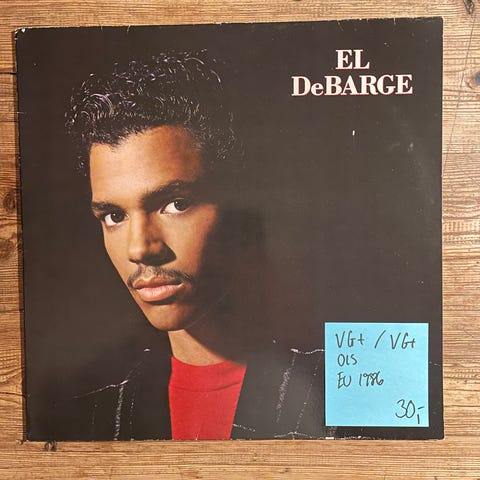 EL
DeBARGE
VG+ / VG+
OIS
EU 1986
30,-